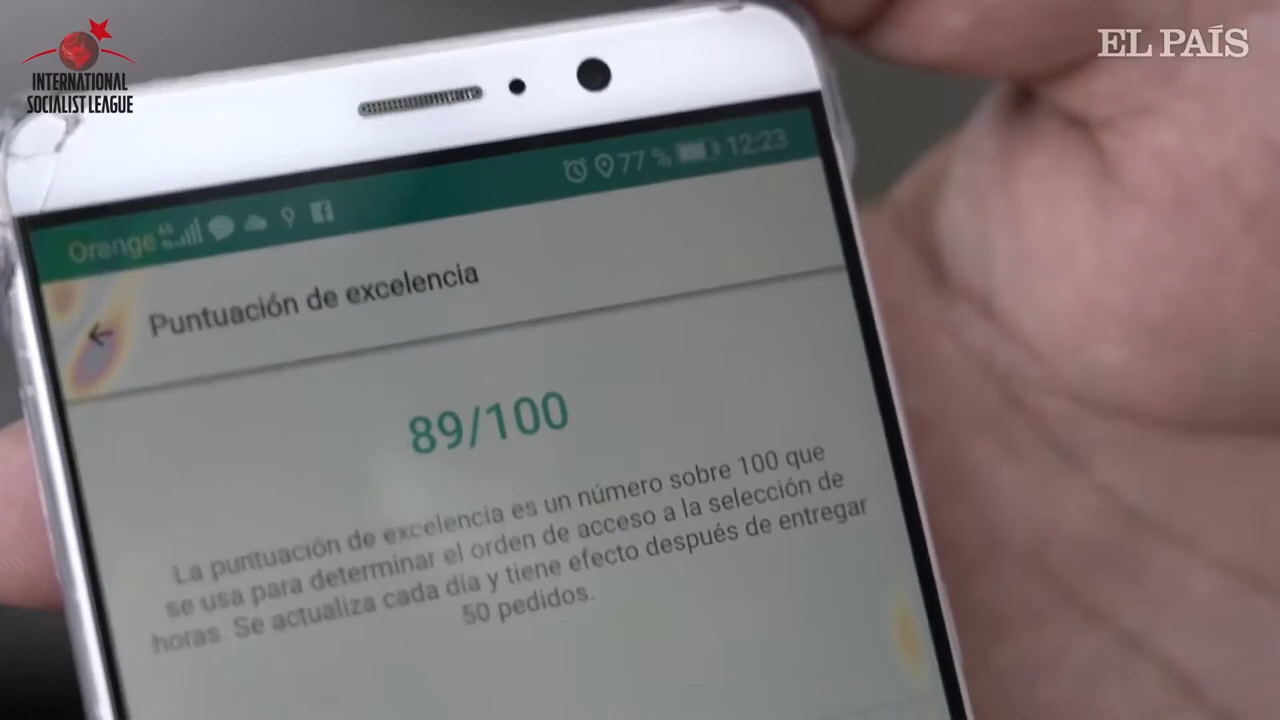 INTERNATIONAL
SOCIALIST LEAGUE
EL PAÍS
Orange 4G 77 % 12:23
Puntuación de excelencia
89/100
La puntuación de excelencia es un número sobre 100 que
se usa para determinar el orden de acceso a la selección de
horas. Se actualiza cada día y tiene efecto después de entregar
50 pedidos.